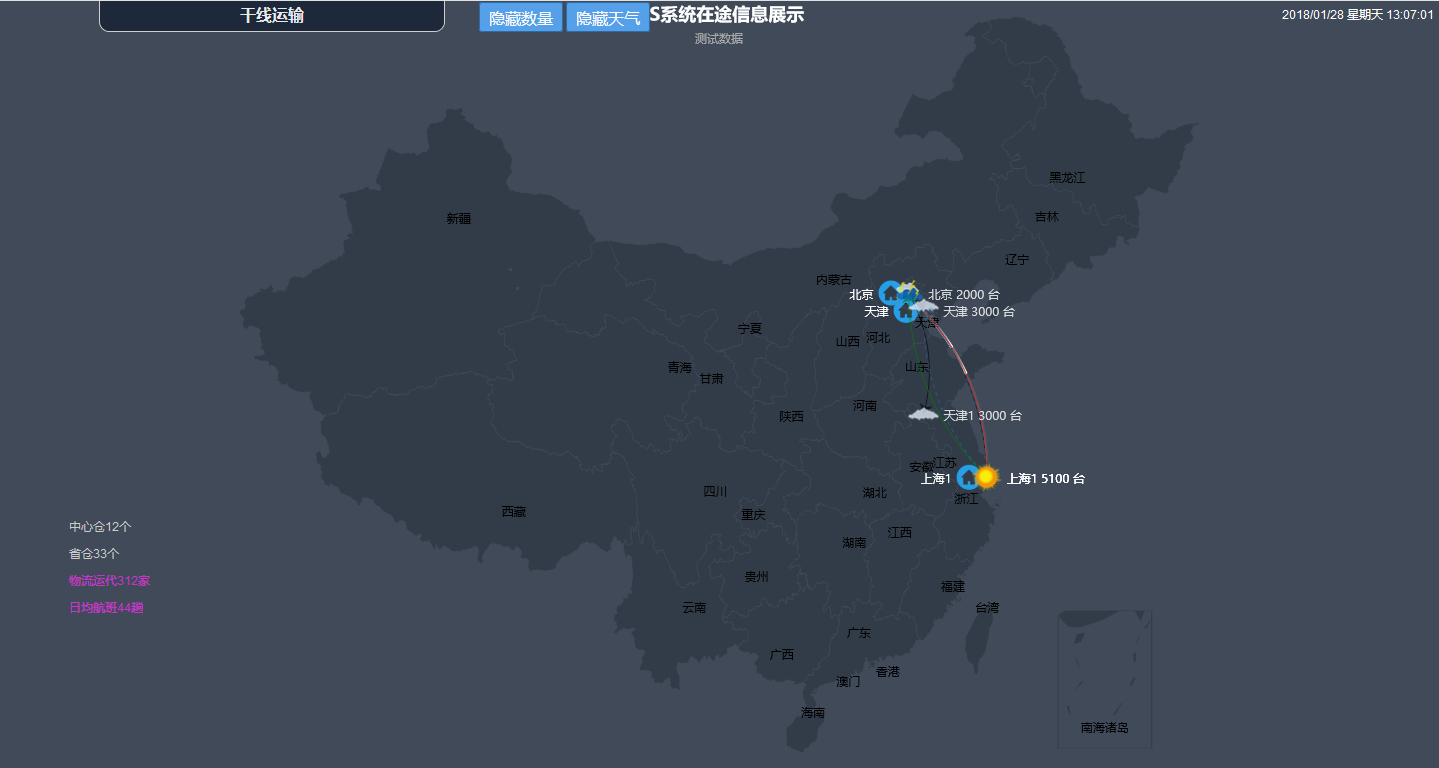 干线运输
隐藏数量 隐藏天气 S系统在途信息展示
2018/01/28 星期天 13:07:01
测试数据
黑龙江
吉林
新疆
辽宁
内蒙古
北京 北京 2000 台
天津 天津 3000 台
天津
宁夏
山西 河北
青海 甘肃
山东
陕西 河南
天津1 3000 台
安徽 江苏
上海1 上海1 5100 台
四川 湖北 浙江
西藏 重庆
中心仓12个
江西
湖南
省仓33个
贵州
物流运代312家
福建
日均航班44趟
云南 台湾
广东
广西
香港
澳门
海南
南海诸岛